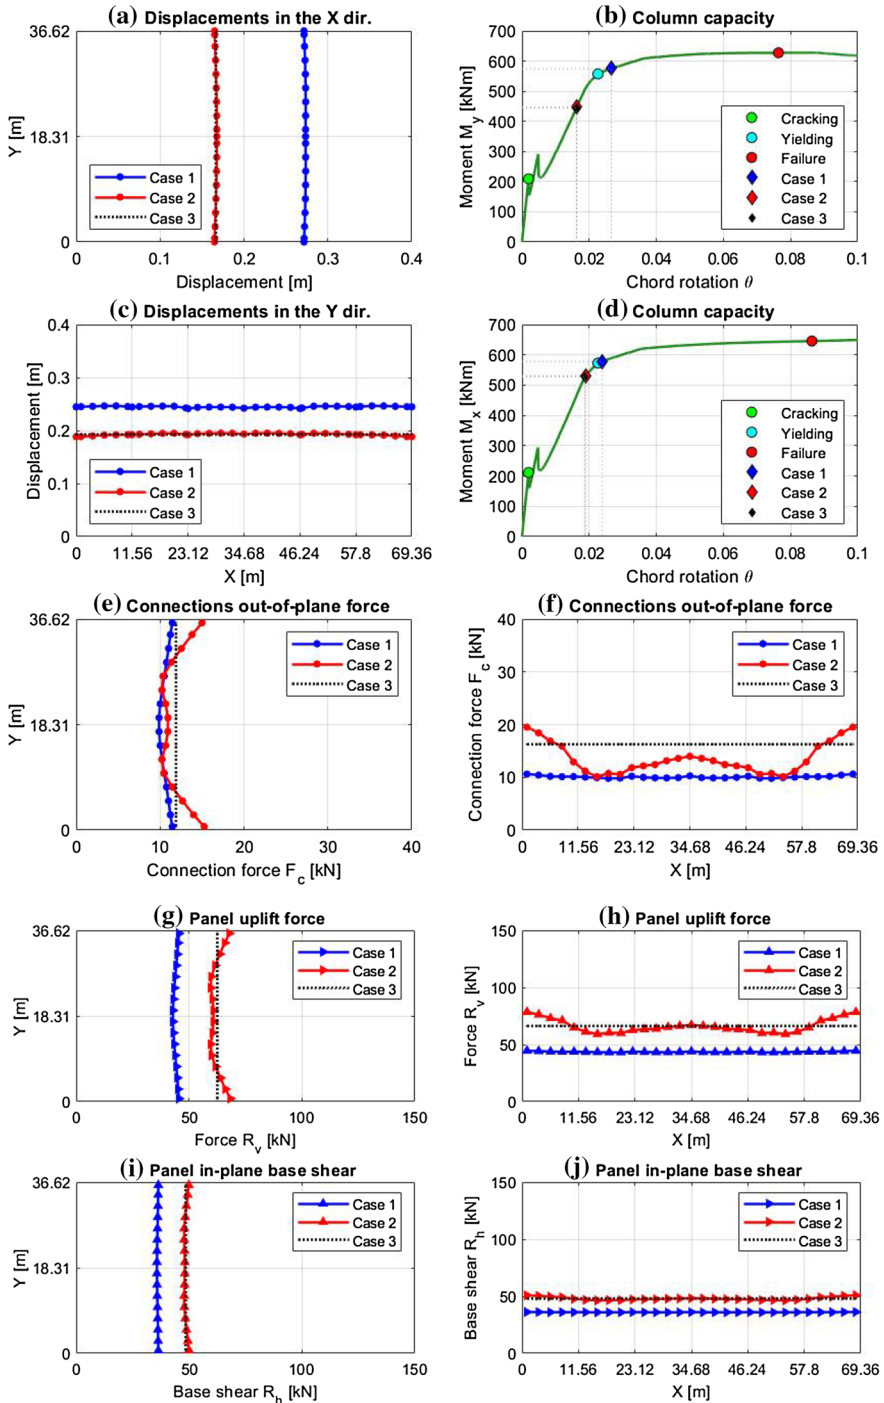 (a) Displacements in the X dir.
36.62
18.31
0
Y [m]
Case 1
Case 2
Case 3
0 0.1 0.2 0.3 0.4
Displacement [m]
(b) Column capacity
700
600
500
400
300
200
100
0
Moment M_y [kNm]
Cracking
Yielding
Failure
Case 1
Case 2
Case 3
0 0.02 0.04 0.06 0.08 0.1
Chord rotation θ
(c) Displacements in the Y dir.
0.4
0.3
0.2
0.1
0
Displacement [m]
Case 1
Case 2
Case 3
0 11.56 23.12 34.68 46.24 57.8 69.36
X [m]
(d) Column capacity
700
600
500
400
300
200
100
0
Moment M_x [kNm]
Cracking
Yielding
Failure
Case 1
Case 2
Case 3
0 0.02 0.04 0.06 0.08 0.1
Chord rotation θ
(e) Connections out-of-plane force
36.62
18.31
0
Y [m]
Case 1
Case 2
Case 3
0 10 20 30 40
Connection force F_c [kN]
(f) Connections out-of-plane force
40
30
20
10
0
Connection force F_c [kN]
Case 1
Case 2
Case 3
0 11.56 23.12 34.68 46.24 57.8 69.36
X [m]
(g) Panel uplift force
36.62
18.31
0
Y [m]
Case 1
Case 2
Case 3
0 50 100 150
Force R_v [kN]
(h) Panel uplift force
150
100
50
0
Force R_v [kN]
Case 1
Case 2
Case 3
0 11.56 23.12 34.68 46.24 57.8 69.36
X [m]
(i) Panel in-plane base shear
36.62
18.31
0
Y [m]
Case 1
Case 2
Case 3
0 50 100 150
Base shear R_h [kN]
(j) Panel in-plane base shear
150
100
50
0
Base shear R_h [kN]
Case 1
Case 2
Case 3
0 11.56 23.12 34.68 46.24 57.8 69.36
X [m]